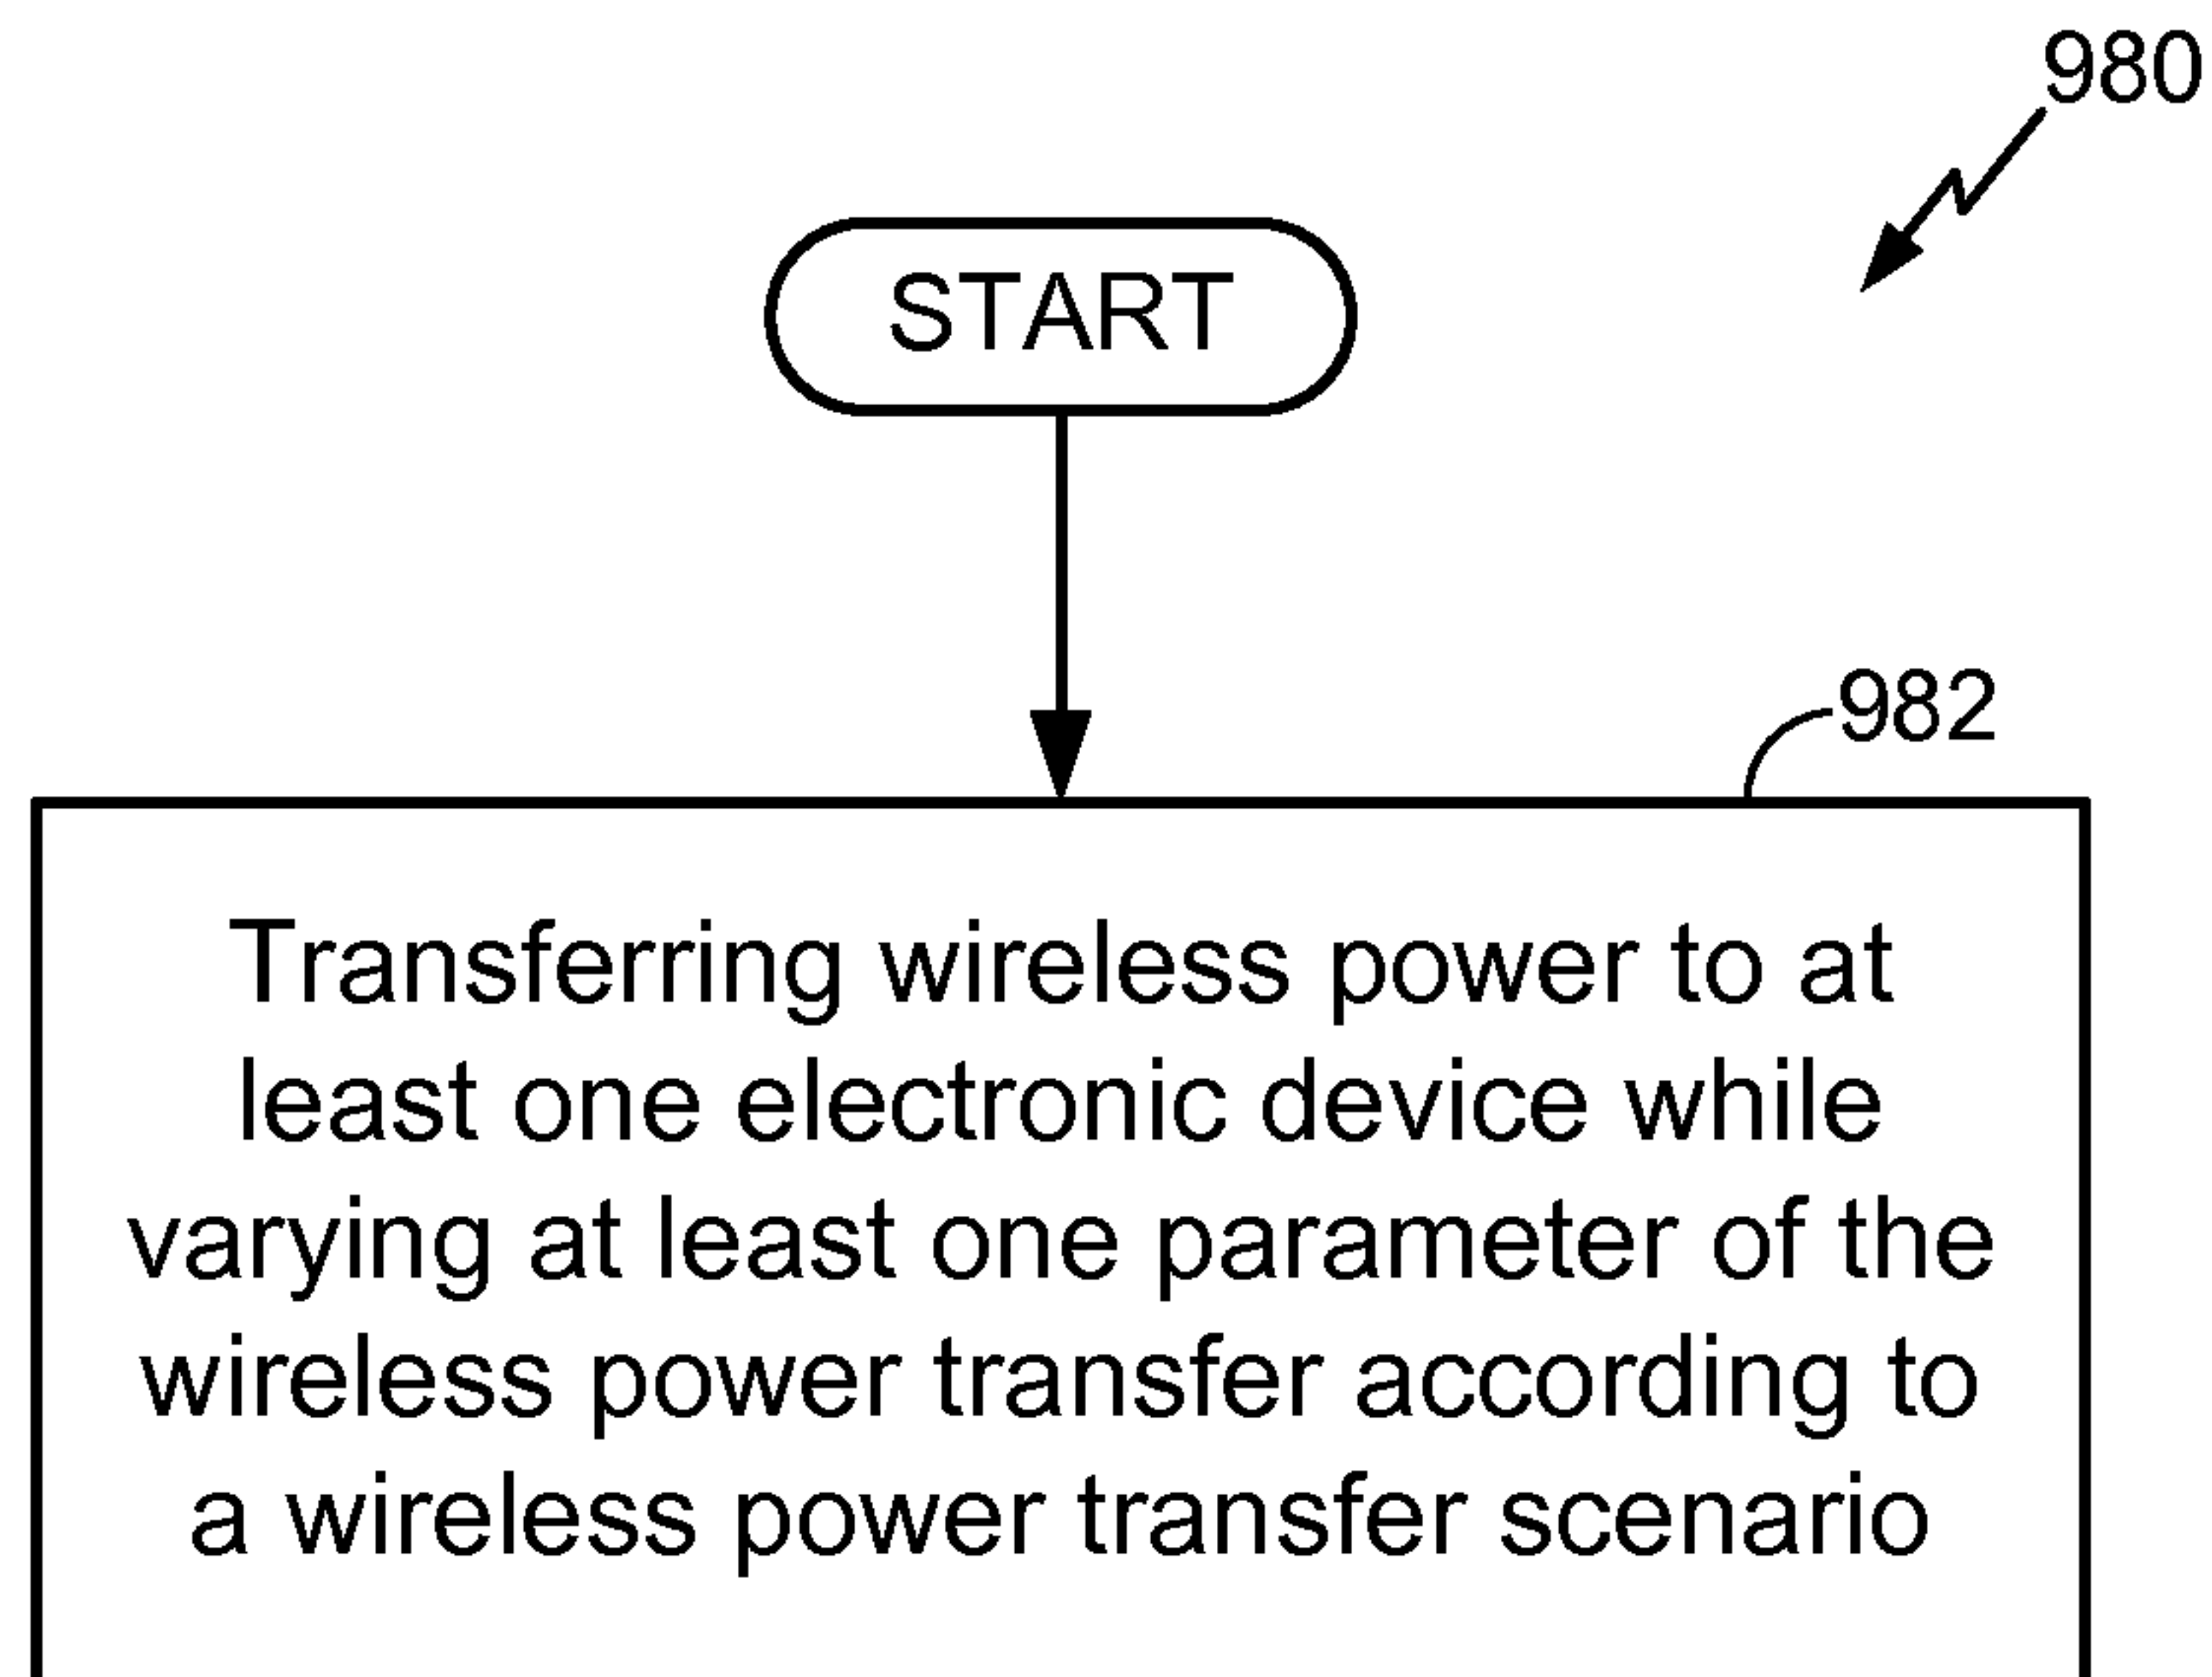 980
START
982
Transferring wireless power to at
least one electronic device while
varying at least one parameter of the
wireless power transfer according to
a wireless power transfer scenario